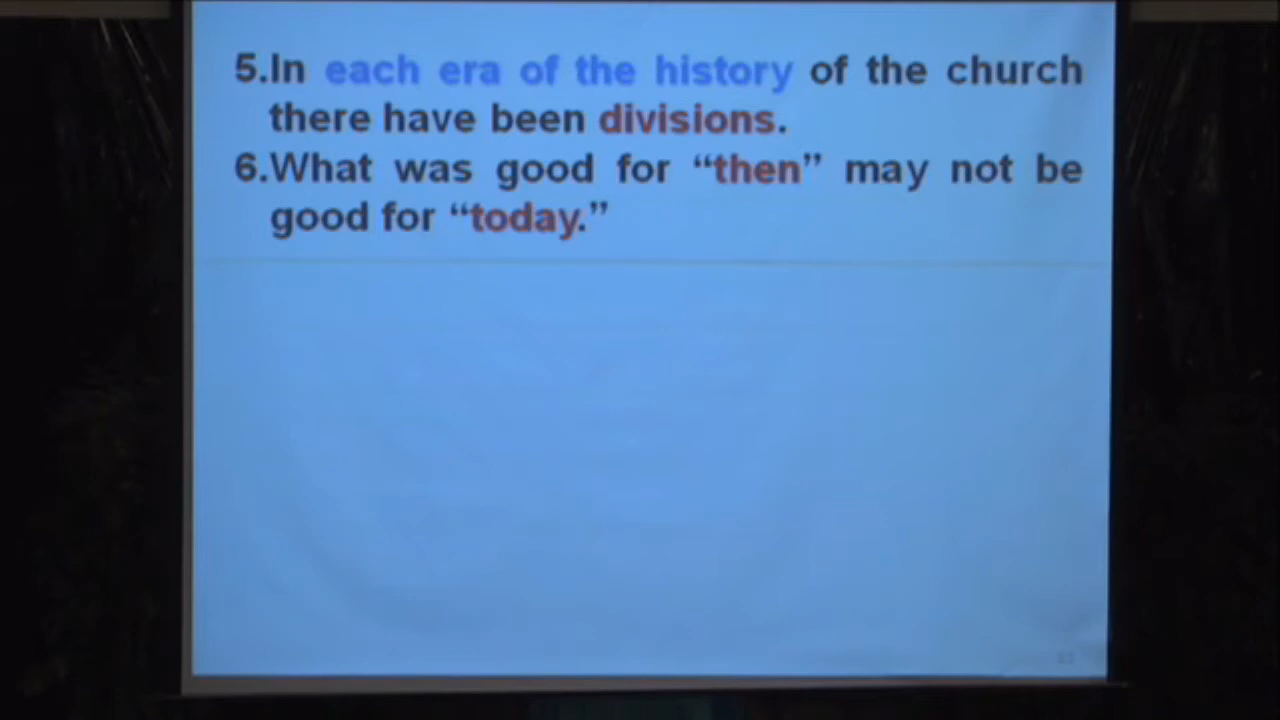 5.In each era of the history of the church
there have been divisions.
6.What was good for “then” may not be
good for “today.”